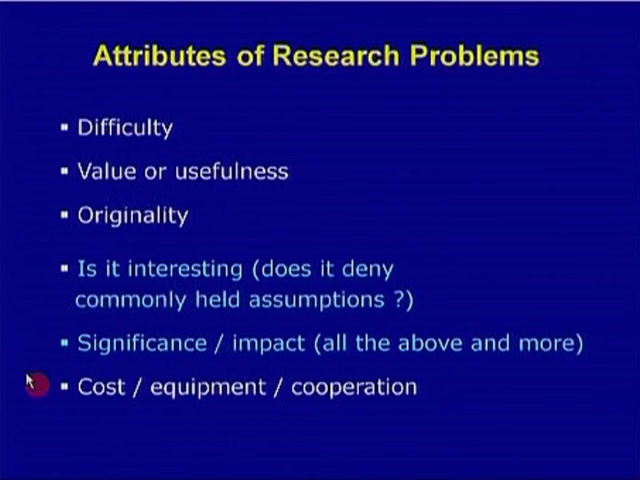 Attributes of Research Problems
▪ Difficulty
▪ Value or usefulness
▪ Originality
▪ Is it interesting (does it deny
commonly held assumptions ?)
▪ Significance / impact (all the above and more)
▪ Cost / equipment / cooperation